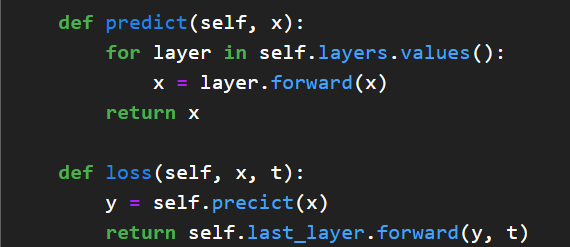 def predict(self, x):
for layer in self.layers.values():
x = layer.forward(x)
return x
def loss(self, x, t):
y = self.precict(x)
return self.last_layer.forward(y, t)